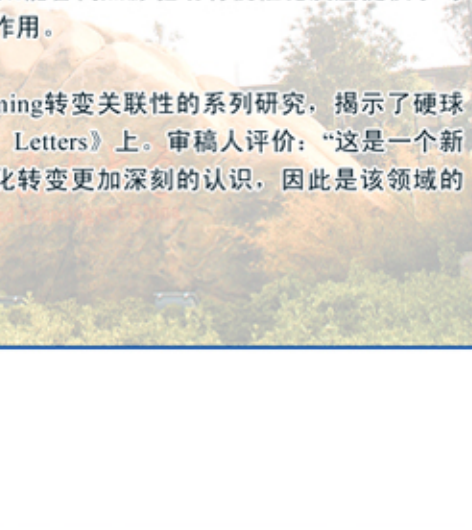 作用。
ning转变关联性的系列研究，揭示了硬球
Letters》上。审稿人评价：“这是一个新
化转变更加深刻的认识，因此是该领域的